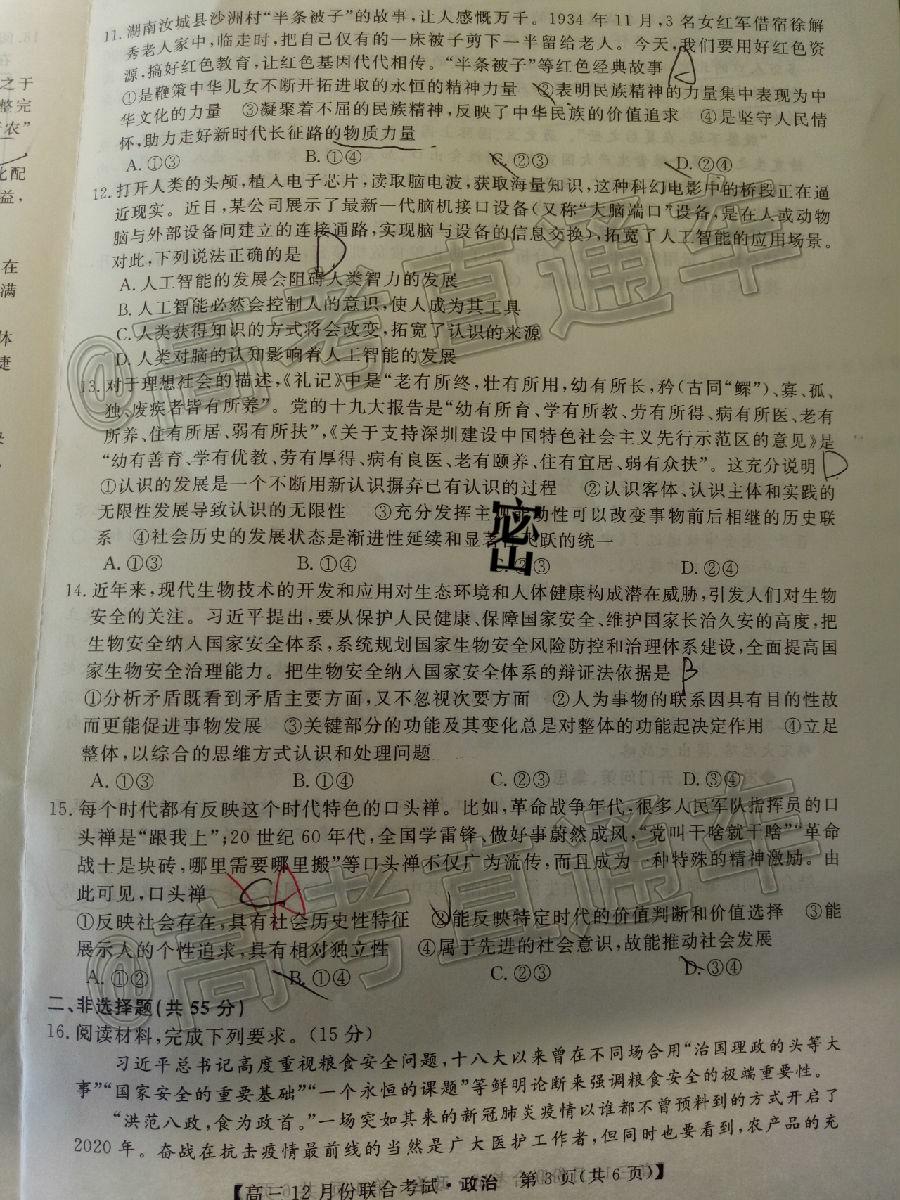 11. 湖南汝城县沙洲村“半条被子”的故事，让人感慨万千。1934 年 11 月，3 名女红军借宿徐解
秀老人家中，临走时，把自己仅有的一床被子剪下一半留给老人。今天，我们要用好红色资
源，搞好红色教育，让红色基因代代相传。“半条被子”等红色经典故事 A
①是鞭策中华儿女不断开拓进取的永恒的精神力量 ②表明民族精神的力量集中表现为中
华文化的力量 ③凝聚着不屈的民族精神，反映了中华民族的价值追求 ④是坚守人民情
怀，助力走好新时代长征路的物质力量
A. ①③ B. ①④ C. ②③ D. ②④
12. 打开人类的头颅，植入电子芯片，读取脑电波，获取海量知识，这种科幻电影中的桥段正在逼
近现实。近日，某公司展示了最新一代脑机接口设备（又称“大脑端口”设备，是在人或动物
脑与外部设备间建立的连接通路，实现脑与设备的信息交换），拓宽了人工智能的应用场景。
对此，下列说法正确的是 D
A. 人工智能的发展会阻碍人类智力的发展
B. 人工智能必然会控制人的意识，使人成为其工具
C. 人类获得知识的方式将会改变，拓宽了认识的来源
D. 人类对脑的认知影响着人工智能的发展
13. 对于理想社会的描述，《礼记》中是“老有所终，壮有所用，幼有所长，矜（古同“鳏”）、寡、孤、
独、废疾者皆有所养”。党的十九大报告是“幼有所育、学有所教、劳有所得、病有所医、老有
所养、住有所居、弱有所扶”，《关于支持深圳建设中国特色社会主义先行示范区的意见》是
“幼有善育、学有优教、劳有厚得、病有良医、老有颐养、住有宜居、弱有众扶”。这充分说明 D
①认识的发展是一个不断用新认识摒弃已有认识的过程 ②认识客体、认识主体和实践的
无限性发展导致认识的无限性 ③充分发挥主 动性可以改变事物前后相继的历史联
系 ④社会历史的发展状态是渐进性延续和显著 飞跃的统一
A. ①③ B. ①④ C. ②③ D. ②④
密
14. 近年来，现代生物技术的开发和应用对生态环境和人体健康构成潜在威胁，引发人们对生物
安全的关注。习近平提出，要从保护人民健康、保障国家安全、维护国家长治久安的高度，把
生物安全纳入国家安全体系，系统规划国家生物安全风险防控和治理体系建设，全面提高国
家生物安全治理能力。把生物安全纳入国家安全体系的辩证法依据是 B
①分析矛盾既看到矛盾主要方面，又不忽视次要方面 ②人为事物的联系因具有目的性故
而更能促进事物发展 ③关键部分的功能及其变化总是对整体的功能起决定作用 ④立足
整体，以综合的思维方式认识和处理问题
A. ①③ B. ①④ C. ②③ D. ③④
15. 每个时代都有反映这个时代特色的口头禅。比如，革命战争年代，很多人民军队指挥员的口
头禅是“跟我上”；20 世纪 60 年代，全国学雷锋、做好事蔚然成风，“党叫干啥就干啥”“革命
战士是块砖，哪里需要哪里搬”等口头禅不仅广为流传，而且成为一种特殊的精神激励。由
此可见，口头禅 C A
①反映社会存在，具有社会历史性特征 ②能反映特定时代的价值判断和价值选择 ③能
展示人的个性追求，具有相对独立性 ④属于先进的社会意识，故能推动社会发展
A. ①② B. ①④ C. ②③ D. ③④
二、非选择题(共 55 分)
16. 阅读材料，完成下列要求。(15 分)
习近平总书记高度重视粮食安全问题，十八大以来曾在不同场合用“治国理政的头等大
事”“国家安全的重要基础”“一个永恒的课题”等鲜明论断来强调粮食安全的极端重要性。
“洪范八政，食为政首。”一场突如其来的新冠肺炎疫情以谁都不曾预料到的方式开启了
2020 年。奋战在抗击疫情最前线的当然是广大医护工作者，但同时也要看到，农产品的充
【高三 12 月份联合考试·政治 第 3 页(共 6 页)】
之于
整完
农”
化配
益，
在
满
体
捷
@高考直通车
@高考直通车